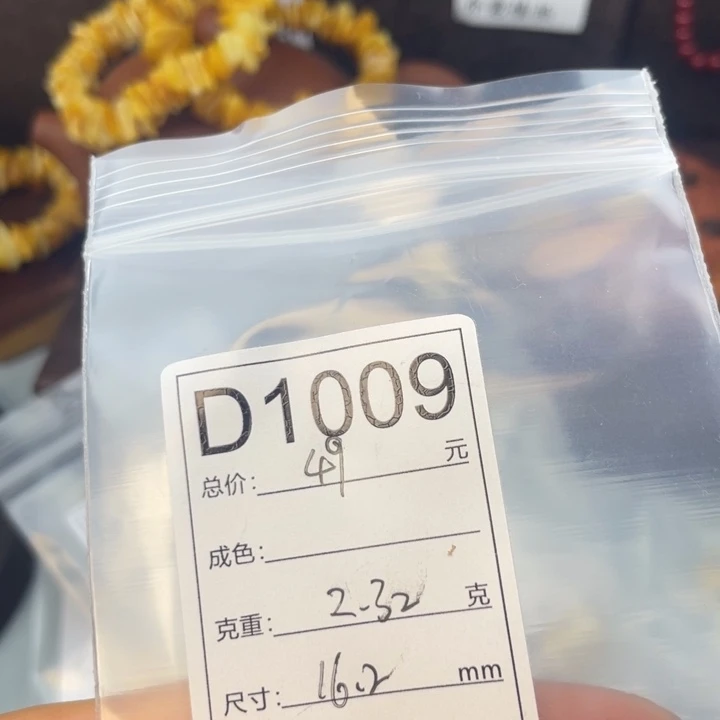 D1009
总价: 49 元
成色:
克重: 2.32 克
尺寸: 16.2 mm